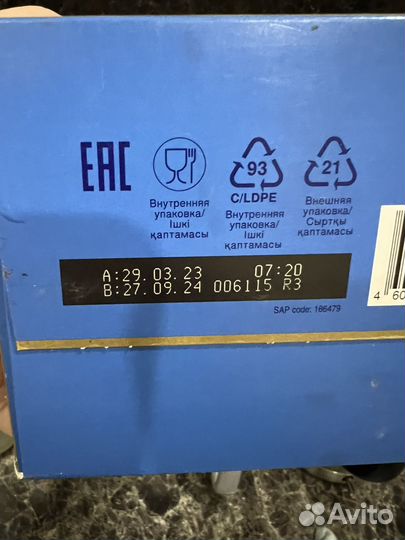 EAC
93
21
C/LDPE
Внутренняя
упаковка/
Ішкі
қаптамасы
Внутренняя
упаковка/
Ішкі
қаптамасы
Внешняя
упаковка/
Сыртқы
қаптамасы
A:29.03.23 07:20
B:27.09.24 006115 R3
SAP code: 186479
4 60
Avito